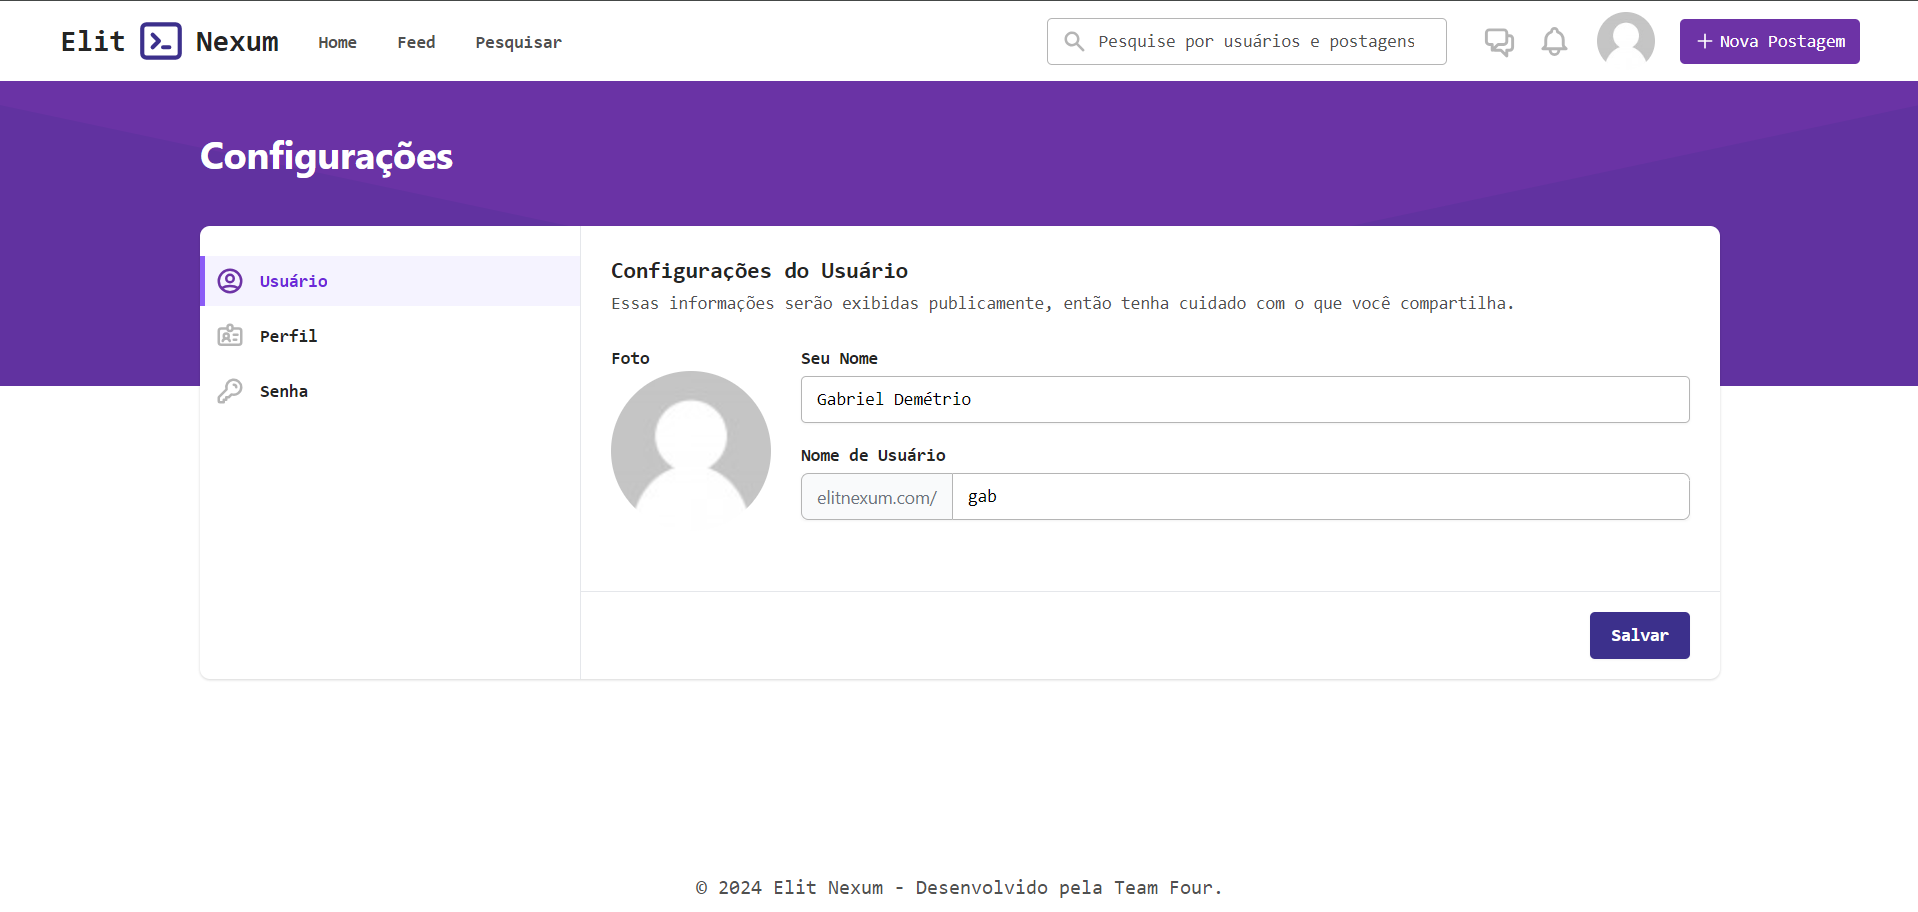 Elit Nexum Home Feed Pesquisar Pesquise por usuários e postagens Nova Postagem
Configurações
Usuário
Perfil
Senha
Configurações do Usuário
Essas informações serão exibidas publicamente, então tenha cuidado com o que você compartilha.
Foto
Seu Nome
Gabriel Demétrio
Nome de Usuário
elitnexum.com/ gab
Salvar
© 2024 Elit Nexum - Desenvolvido pela Team Four.